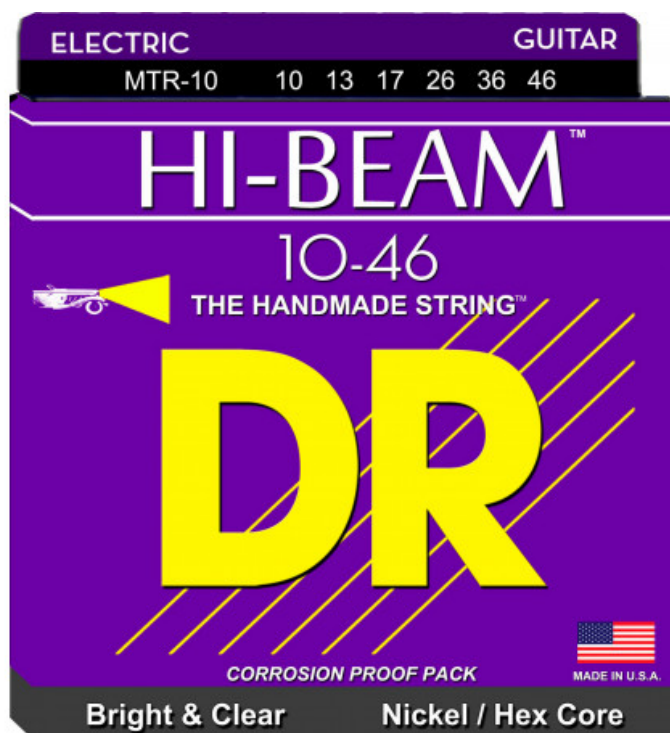 ELECTRIC GUITAR
MTR-10 10 13 17 26 36 46
HI-BEAM™
10-46
THE HANDMADE STRING™
DR
CORROSION PROOF PACK
MADE IN U.S.A.
Bright & Clear Nickel / Hex Core